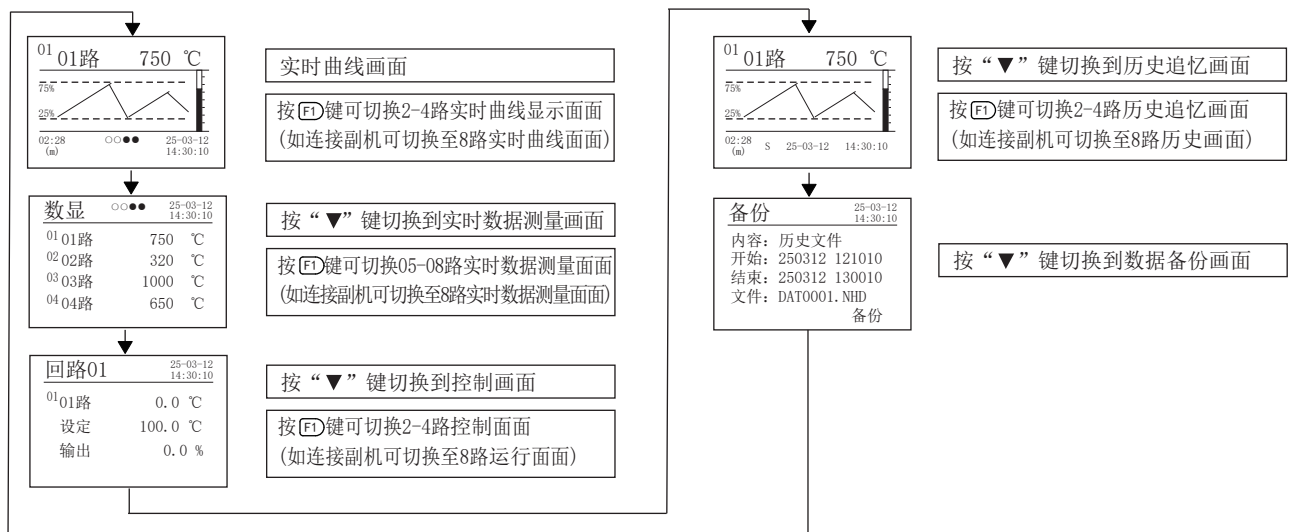 01 01路 750 ℃
75%
25%
02:28 ○○●● 25-03-12
(m) 14:30:10
实时曲线画面
按F1键可切换2-4路实时曲线显示面面
(如连接副机可切换至8路实时曲线面面)
数显 ○○●● 25-03-12
14:30:10
01 01路 750 ℃
02 02路 320 ℃
03 03路 1000 ℃
04 04路 650 ℃
按“▼”键切换到实时数据测量画面
按F1键可切换05-08路实时数据测量面面
(如连接副机可切换至8路实时数据测量面面)
回路01 25-03-12
14:30:10
01 01路 0.0 ℃
设定 100.0 ℃
输出 0.0 %
按“▼”键切换到控制画面
按F1键可切换2-4路控制面面
(如连接副机可切换至8路运行面面)
01 01路 750 ℃
75%
25%
02:28 S 25-03-12 14:30:10
(m)
按“▼”键切换到历史追忆画面
按F1键可切换2-4路历史追忆画面
(如连接副机可切换至8路历史画面)
备份 25-03-12
14:30:10
内容: 历史文件
开始: 250312 121010
结束: 250312 130010
文件: DAT0001.NHD
备份
按“▼”键切换到数据备份画面